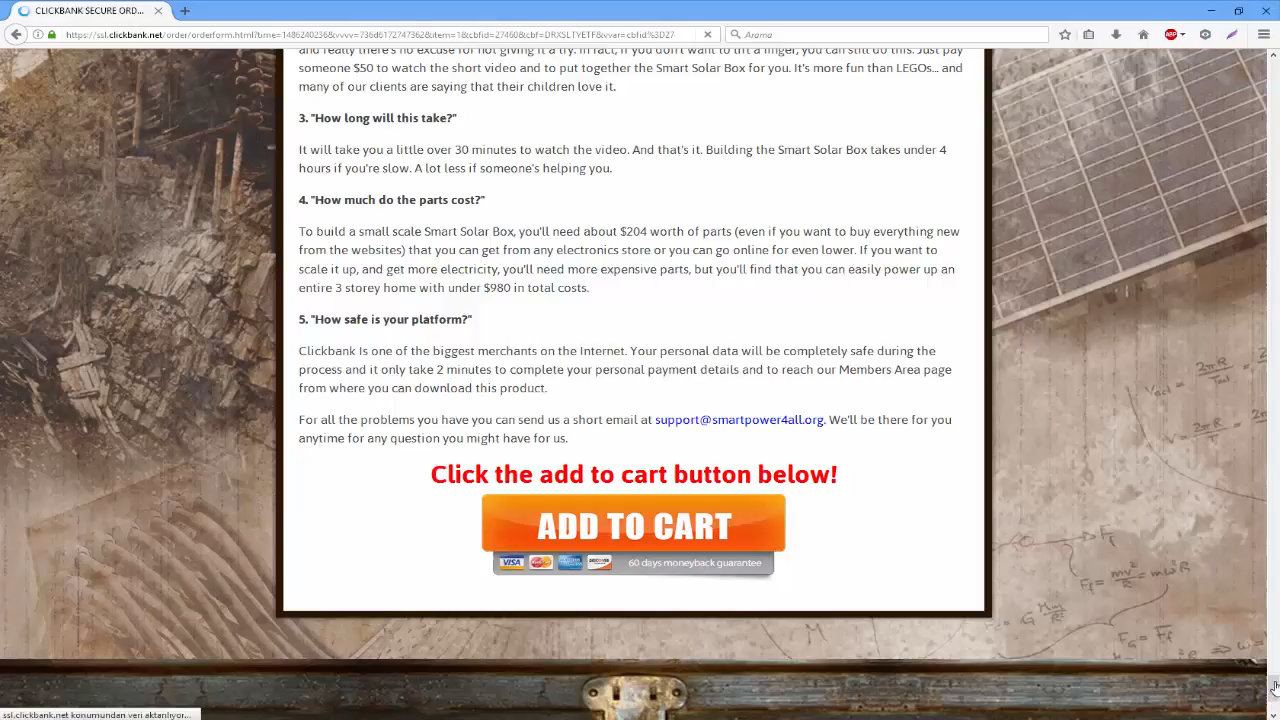 CLICKBANK SECURE ORD...
https://ssl.clickbank.net/order/orderform.html?time=1486240236&vvvv=736d6172747362&item=1&cbfid=27460&cbf=DRXSLTYETF&vvar=cbfid%3D27
Arama
ABP
and really there's no excuse for not giving it a try. In fact, if you don't want to lift a finger, you can still do this. Just pay
someone $50 to watch the short video and to put together the Smart Solar Box for you. It's more fun than LEGOs... and
many of our clients are saying that their children love it.
3. "How long will this take?"
It will take you a little over 30 minutes to watch the video. And that's it. Building the Smart Solar Box takes under 4
hours if you're slow. A lot less if someone's helping you.
4. "How much do the parts cost?"
To build a small scale Smart Solar Box, you'll need about $204 worth of parts (even if you want to buy everything new
from the websites) that you can get from any electronics store or you can go online for even lower. If you want to
scale it up, and get more electricity, you'll need more expensive parts, but you'll find that you can easily power up an
entire 3 storey home with under $980 in total costs.
5. "How safe is your platform?"
Clickbank Is one of the biggest merchants on the Internet. Your personal data will be completely safe during the
process and it only take 2 minutes to complete your personal payment details and to reach our Members Area page
from where you can download this product.
For all the problems you have you can send us a short email at support@smartpower4all.org. We'll be there for you
anytime for any question you might have for us.
Click the add to cart button below!
ADD TO CART
VISA 60 days moneyback guarantee
ssl.clickbank.net konumundan veri aktarılıyor...